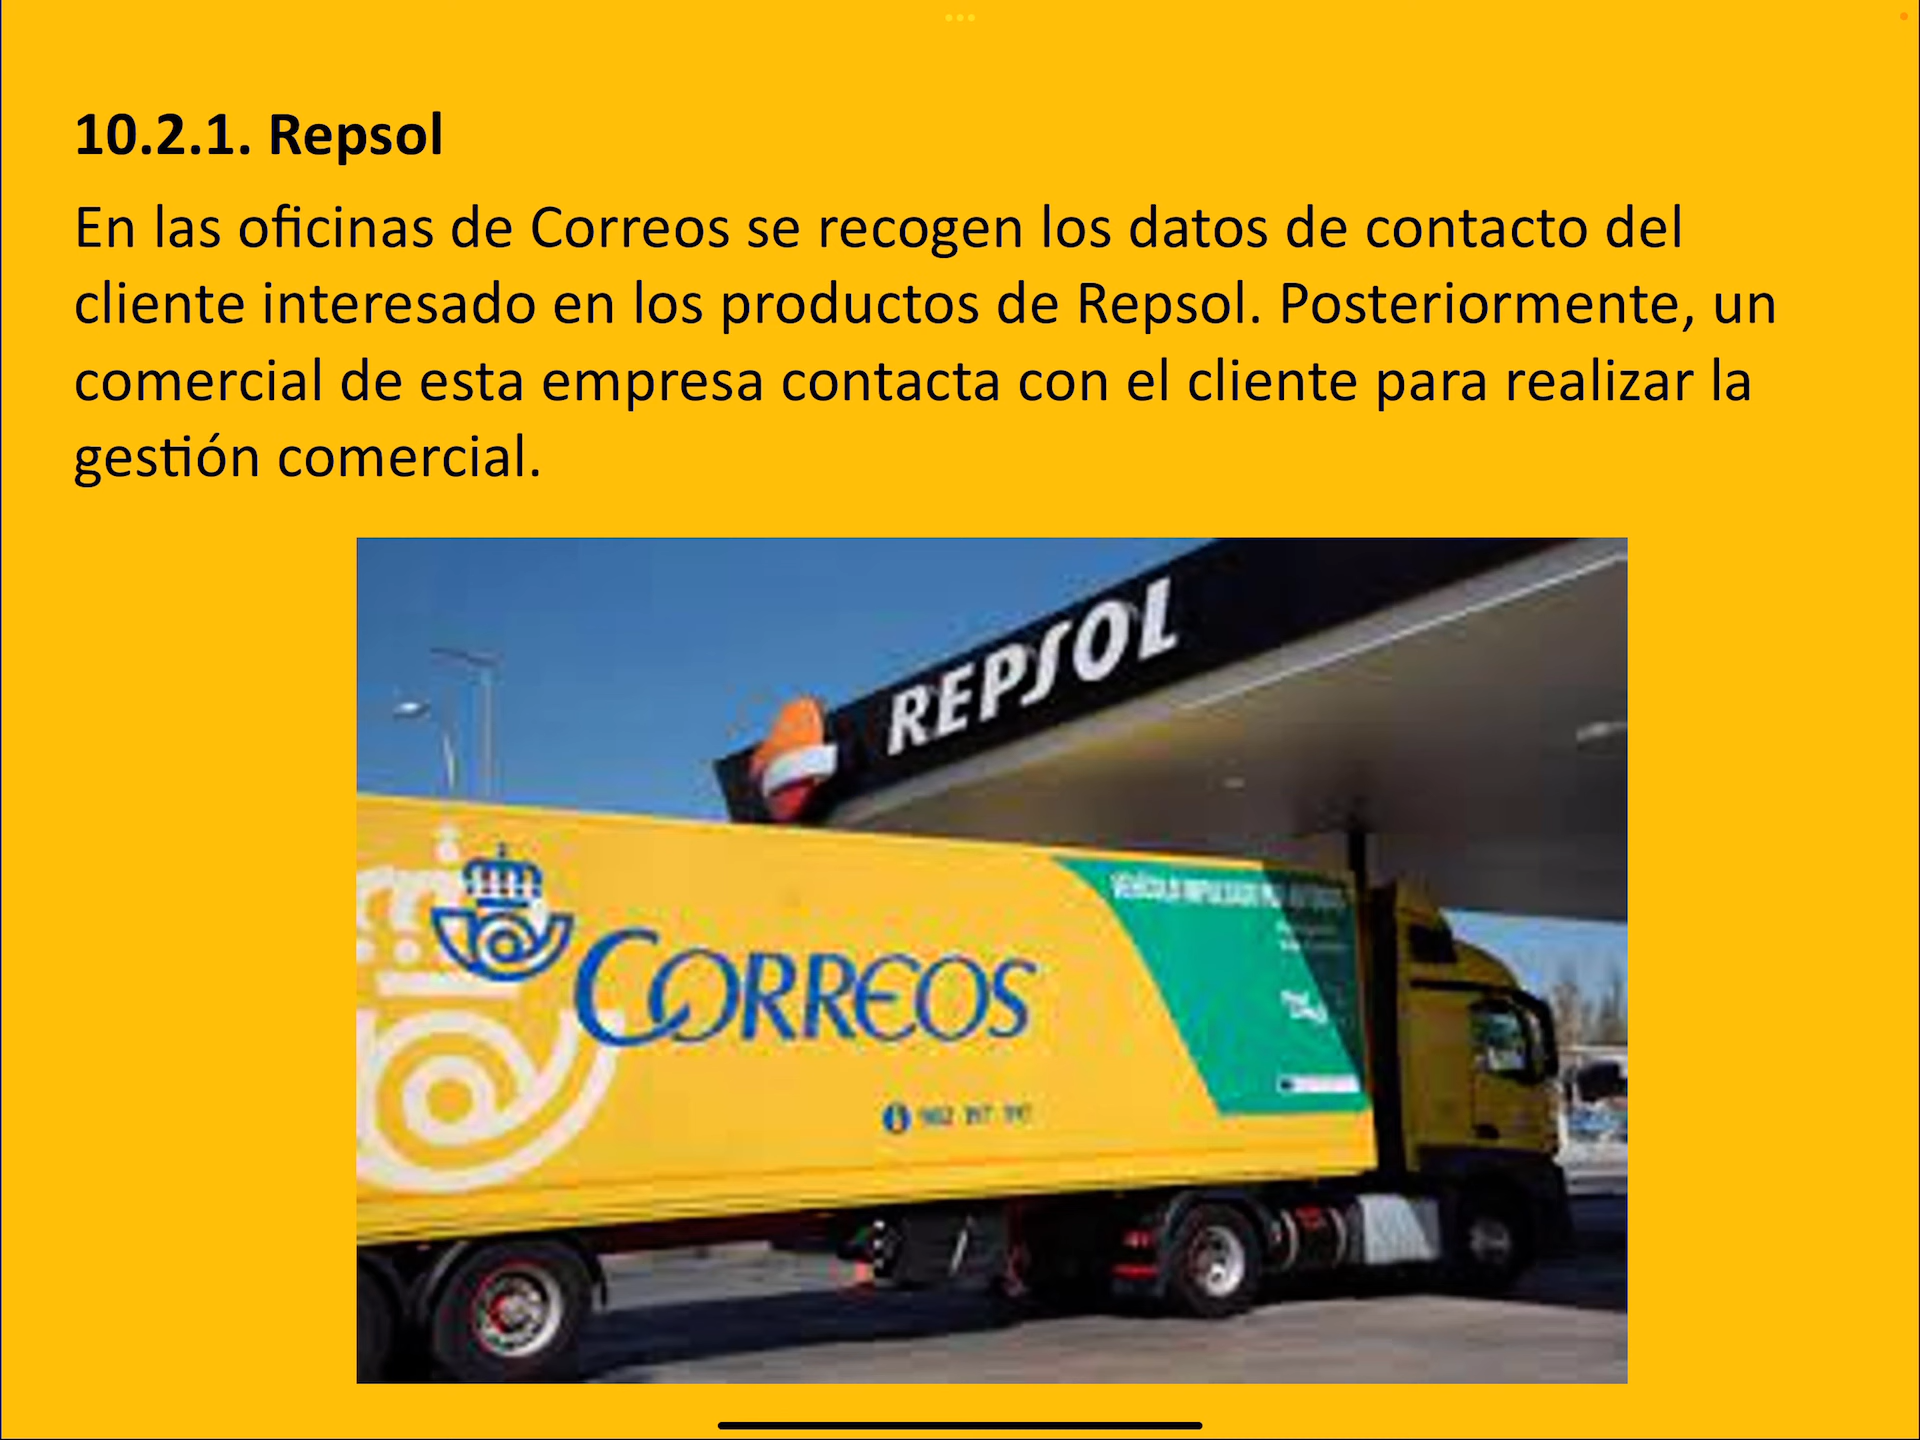 10.2.1. Repsol
En las oficinas de Correos se recogen los datos de contacto del
cliente interesado en los productos de Repsol. Posteriormente, un
comercial de esta empresa contacta con el cliente para realizar la
gestión comercial.
REPSOL
CORREOS